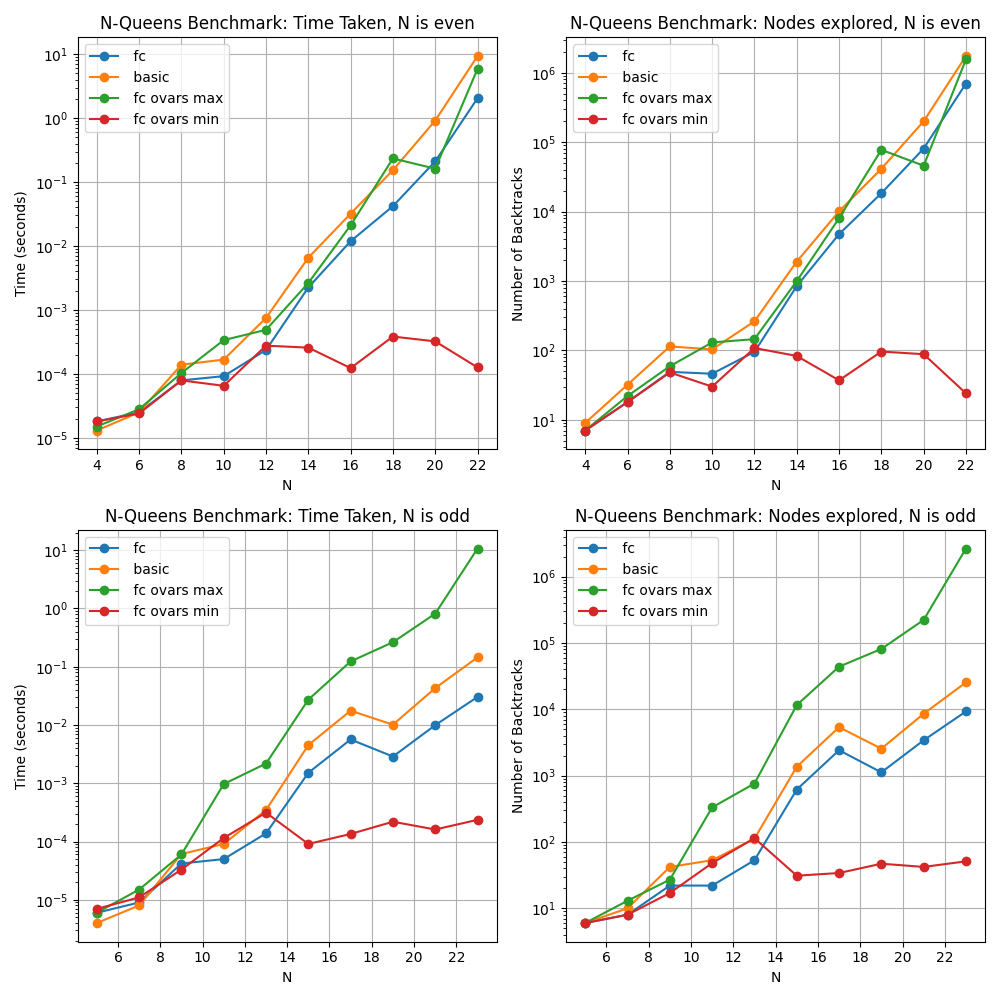 N-Queens Benchmark: Time Taken, N is even
Time (seconds)
10^1
10^0
10^-1
10^-2
10^-3
10^-4
10^-5
fc
basic
fc ovars max
fc ovars min
4 6 8 10 12 14 16 18 20 22
N
N-Queens Benchmark: Nodes explored, N is even
Number of Backtracks
10^6
10^5
10^4
10^3
10^2
10^1
fc
basic
fc ovars max
fc ovars min
4 6 8 10 12 14 16 18 20 22
N
N-Queens Benchmark: Time Taken, N is odd
Time (seconds)
10^1
10^0
10^-1
10^-2
10^-3
10^-4
10^-5
fc
basic
fc ovars max
fc ovars min
6 8 10 12 14 16 18 20 22
N
N-Queens Benchmark: Nodes explored, N is odd
Number of Backtracks
10^6
10^5
10^4
10^3
10^2
10^1
fc
basic
fc ovars max
fc ovars min
6 8 10 12 14 16 18 20 22
N